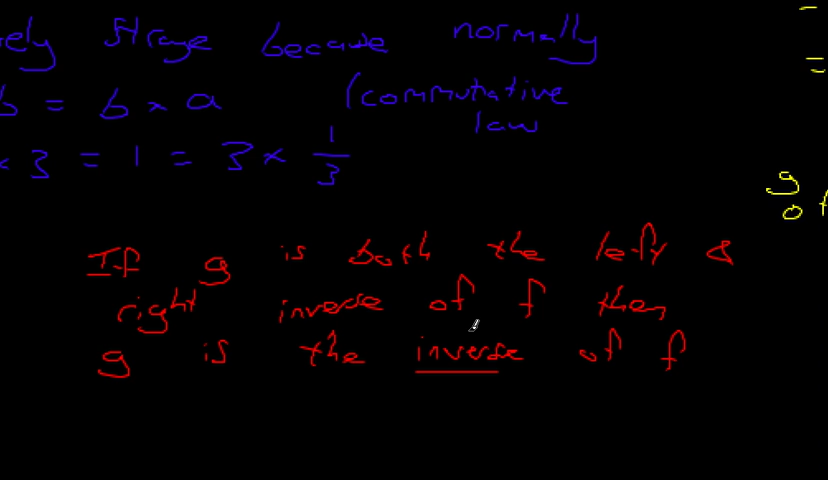 ely strage because normally
b = b × a (commutative
law
× 3 = 1 = 3 × 1/3
g
o f
If g is both the left &
right inverse of f then
g is the inverse of f